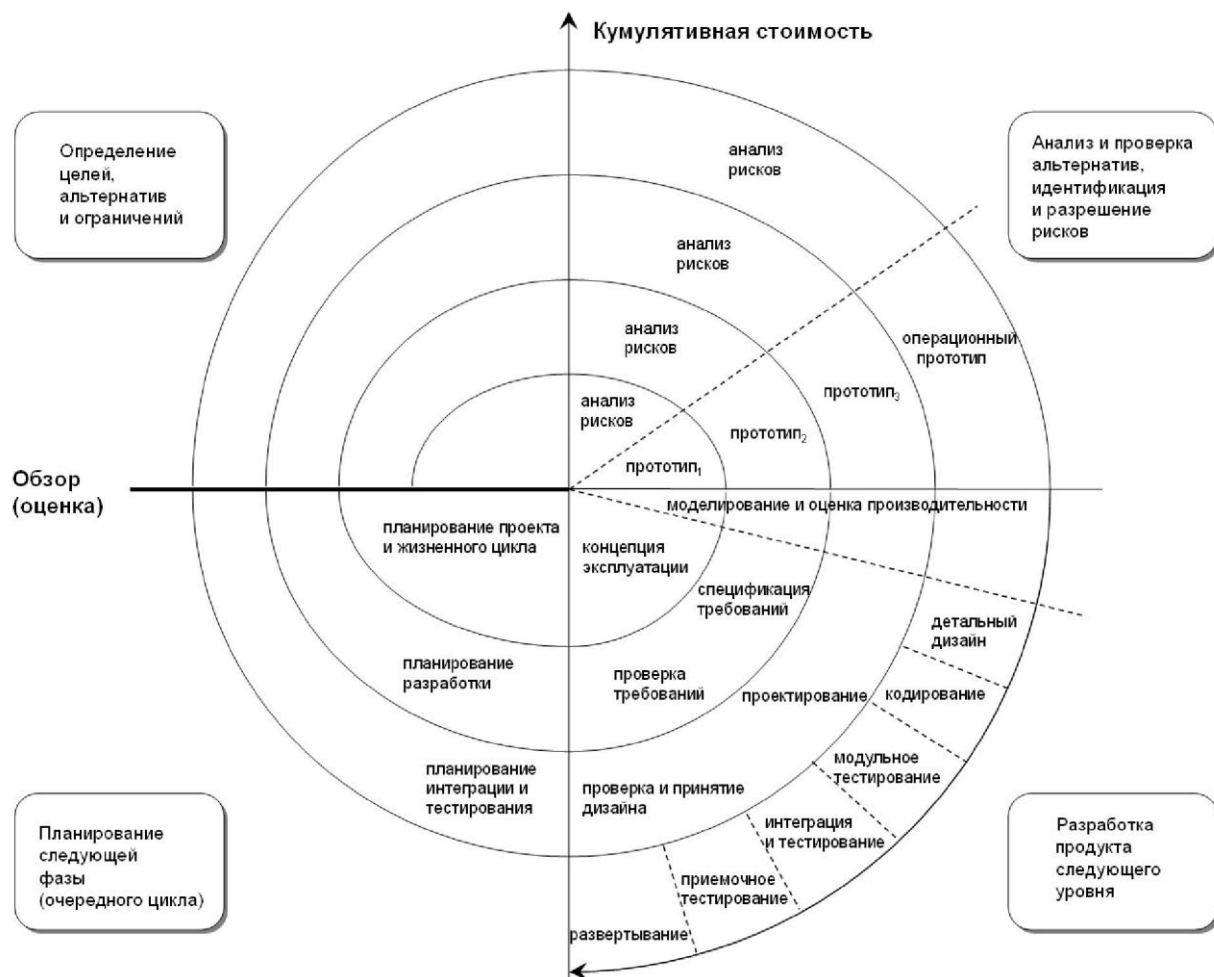 Кумулятивная стоимость
Определение
целей,
альтернатив
и ограничений
Анализ и проверка
альтернатив,
идентификация
и разрешение
рисков
анализ
рисков
анализ
рисков
анализ
рисков
анализ
рисков
операционный
прототип
прототип3
прототип2
прототип1
Обзор
(оценка)
моделирование и оценка производительности
планирование проекта
и жизненного цикла
концепция
эксплуатации
спецификация
требований
детальный
дизайн
планирование
разработки
проверка
требований
проектирование
кодирование
модульное
тестирование
планирование
интеграции и
тестирования
проверка и принятие
дизайна
интеграция
и тестирование
приемочное
тестирование
развертывание
Планирование
следующей
фазы
(очередного цикла)
Разработка
продукта
следующего
уровня